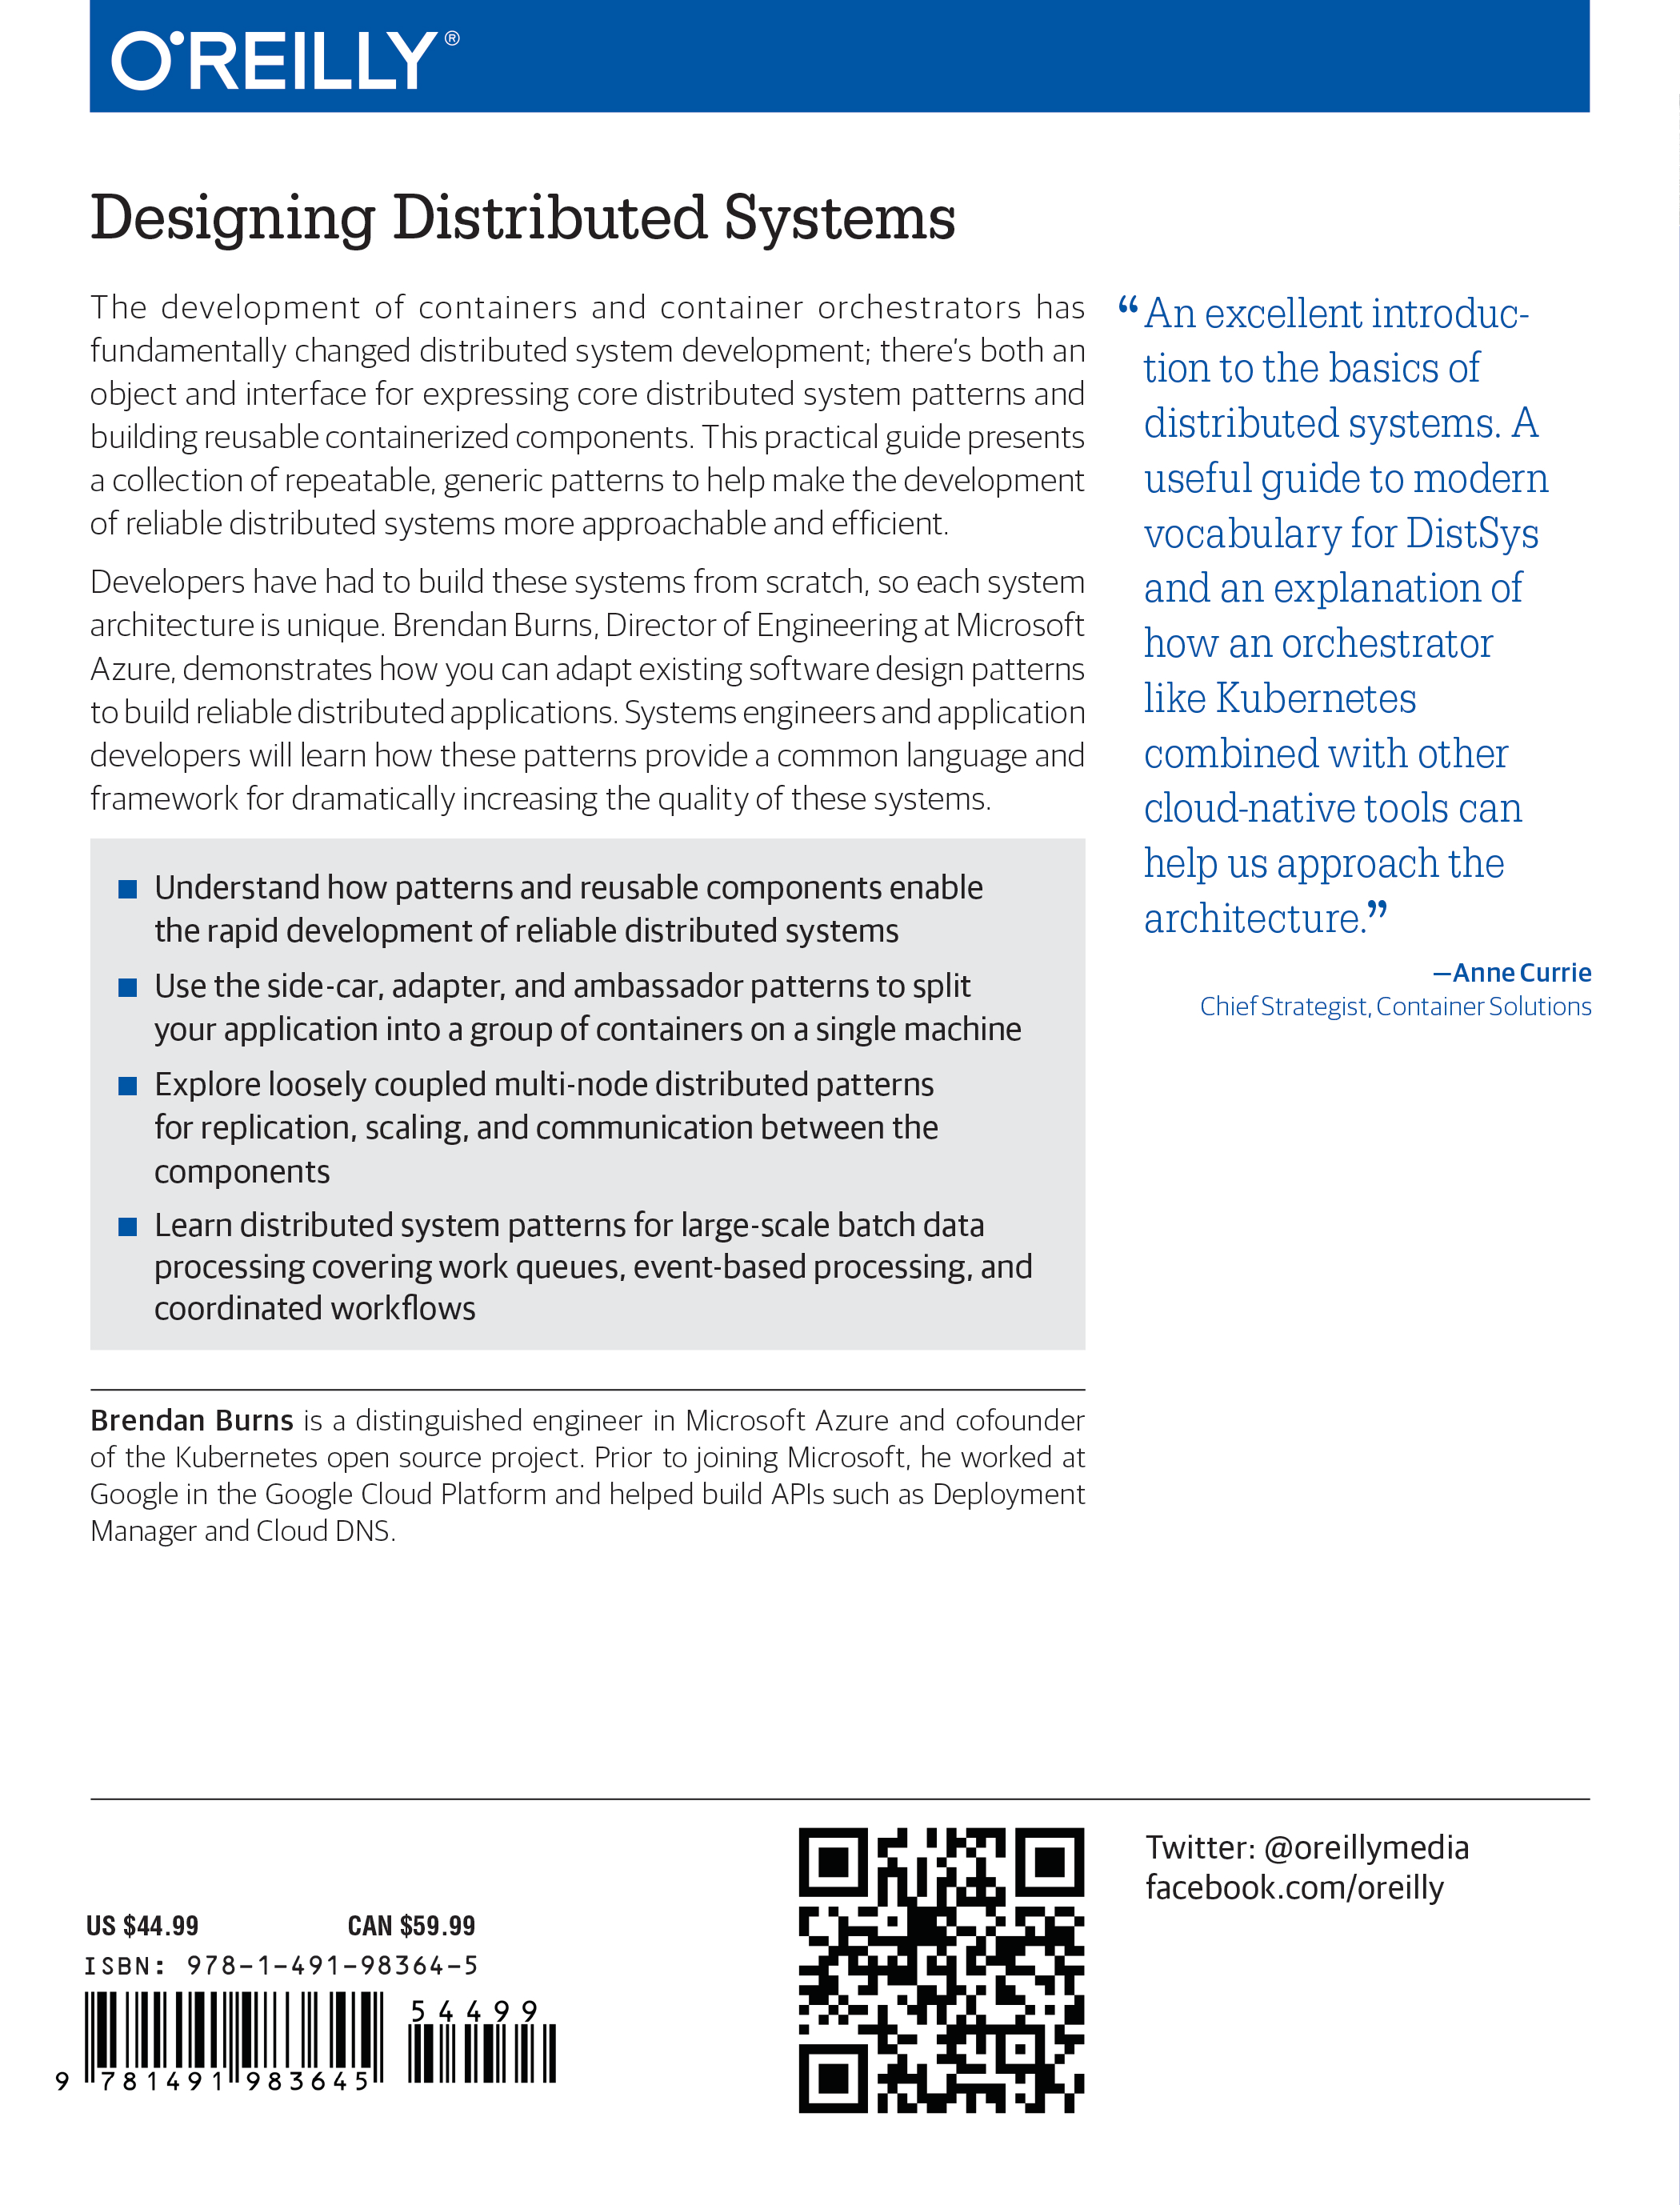 O'REILLY®
Designing Distributed Systems
The development of containers and container orchestrators has
fundamentally changed distributed system development; there's both an
object and interface for expressing core distributed system patterns and
building reusable containerized components. This practical guide presents
a collection of repeatable, generic patterns to help make the development
of reliable distributed systems more approachable and efficient.
Developers have had to build these systems from scratch, so each system
architecture is unique. Brendan Burns, Director of Engineering at Microsoft
Azure, demonstrates how you can adapt existing software design patterns
to build reliable distributed applications. Systems engineers and application
developers will learn how these patterns provide a common language and
framework for dramatically increasing the quality of these systems.
■ Understand how patterns and reusable components enable
the rapid development of reliable distributed systems
■ Use the side-car, adapter, and ambassador patterns to split
your application into a group of containers on a single machine
■ Explore loosely coupled multi-node distributed patterns
for replication, scaling, and communication between the
components
■ Learn distributed system patterns for large-scale batch data
processing covering work queues, event-based processing, and
coordinated workflows
Brendan Burns is a distinguished engineer in Microsoft Azure and cofounder
of the Kubernetes open source project. Prior to joining Microsoft, he worked at
Google in the Google Cloud Platform and helped build APIs such as Deployment
Manager and Cloud DNS.
“An excellent introduc-
tion to the basics of
distributed systems. A
useful guide to modern
vocabulary for DistSys
and an explanation of
how an orchestrator
like Kubernetes
combined with other
cloud-native tools can
help us approach the
architecture.”
—Anne Currie
Chief Strategist, Container Solutions
US $44.99 CAN $59.99
ISBN: 978-1-491-98364-5
54499
9 781491 983645
Twitter: @oreillymedia
facebook.com/oreilly